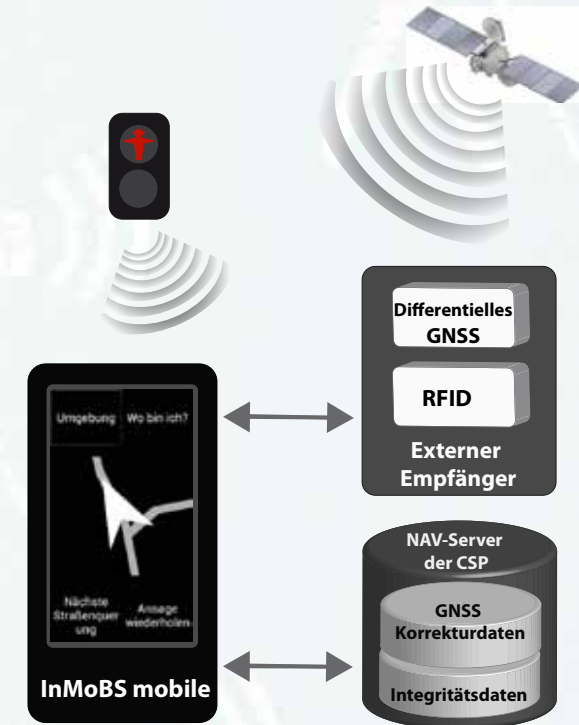 Differentielles
GNSS
RFID
Externer
Empfänger
Umgebung
Wo bin ich?
Nächste
Straßenquer
ung
Ansage
wiederholen
InMoBS mobile
NAV-Server
der CSP
GNSS
Korrekturdaten
Integritätsdaten